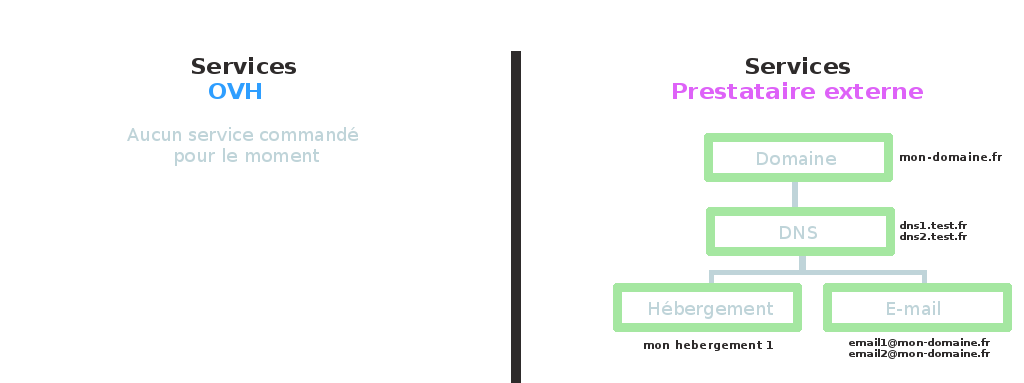 Services
OVH
Aucun service commandé
pour le moment
Services
Prestataire externe
Domaine
mon-domaine.fr
DNS
dns1.test.fr
dns2.test.fr
Hébergement
E-mail
mon hebergement 1
email1@mon-domaine.fr
email2@mon-domaine.fr